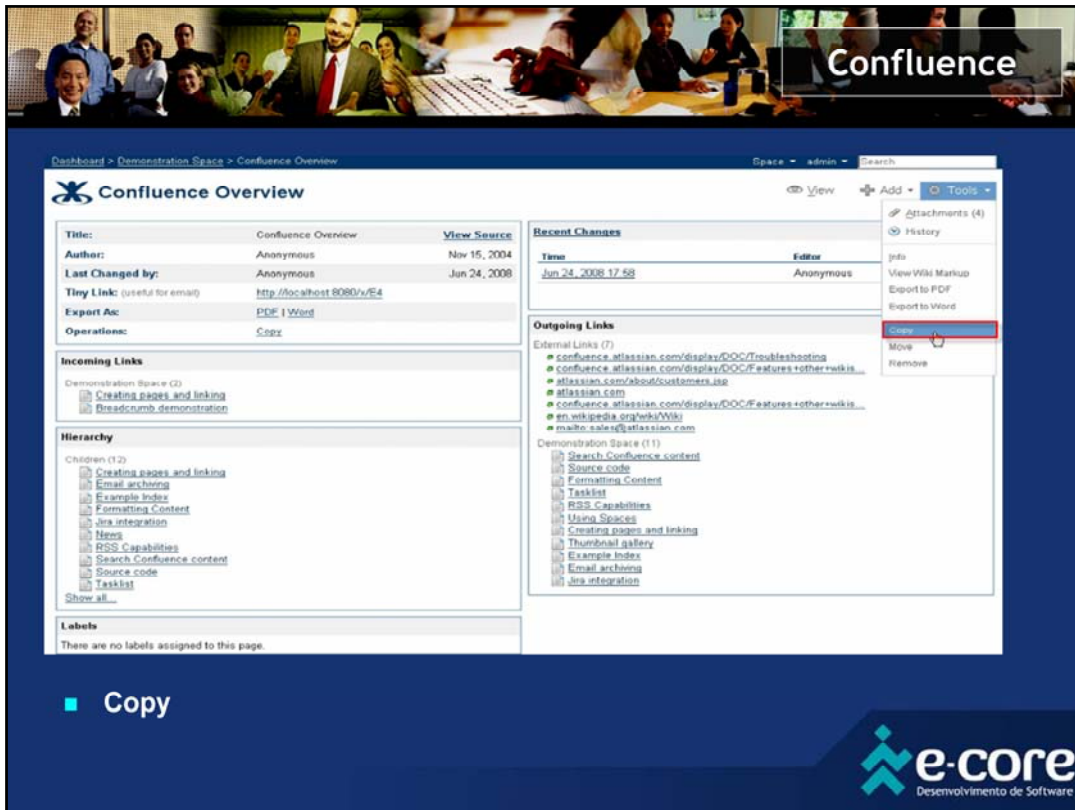 Confluence
Dashboard > Demonstration Space > Confluence Overview
Space admin Search
Confluence Overview
View Add Tools
Attachments (4)
History
Info
View Wiki Markup
Export to PDF
Export to Word
Copy
Move
Remove
Title: Confluence Overview View Source
Author: Anonymous Nov 15, 2004
Last Changed by: Anonymous Jun 24, 2008
Tiny Link: (useful for email) http://localhost:8080/x/E4
Export As: PDF | Word
Operations: Copy
Incoming Links
Demonstration Space (2)
Creating pages and linking
Breadcrumb demonstration
Hierarchy
Children (12)
Creating pages and linking
Email archiving
Example Index
Formatting Content
Jira integration
News
RSS Capabilities
Search Confluence content
Source code
Tasklist
Show all...
Labels
There are no labels assigned to this page.
Recent Changes
Time Editor
Jun 24, 2008 17:58 Anonymous
Outgoing Links
External Links (7)
confluence.atlassian.com/display/DOC/Troubleshooting
confluence.atlassian.com/display/DOC/Features+other+wikis...
atlassian.com/about/customers.jsp
atlassian.com
confluence.atlassian.com/display/DOC/Features+other+wikis...
en.wikipedia.org/wiki/Wiki
mailto:sales@atlassian.com
Demonstration Space (11)
Search Confluence content
Source code
Formatting Content
Tasklist
RSS Capabilities
Using Spaces
Creating pages and linking
Thumbnail gallery
Example Index
Email archiving
Jira integration
Copy
e-core
Desenvolvimento de Software